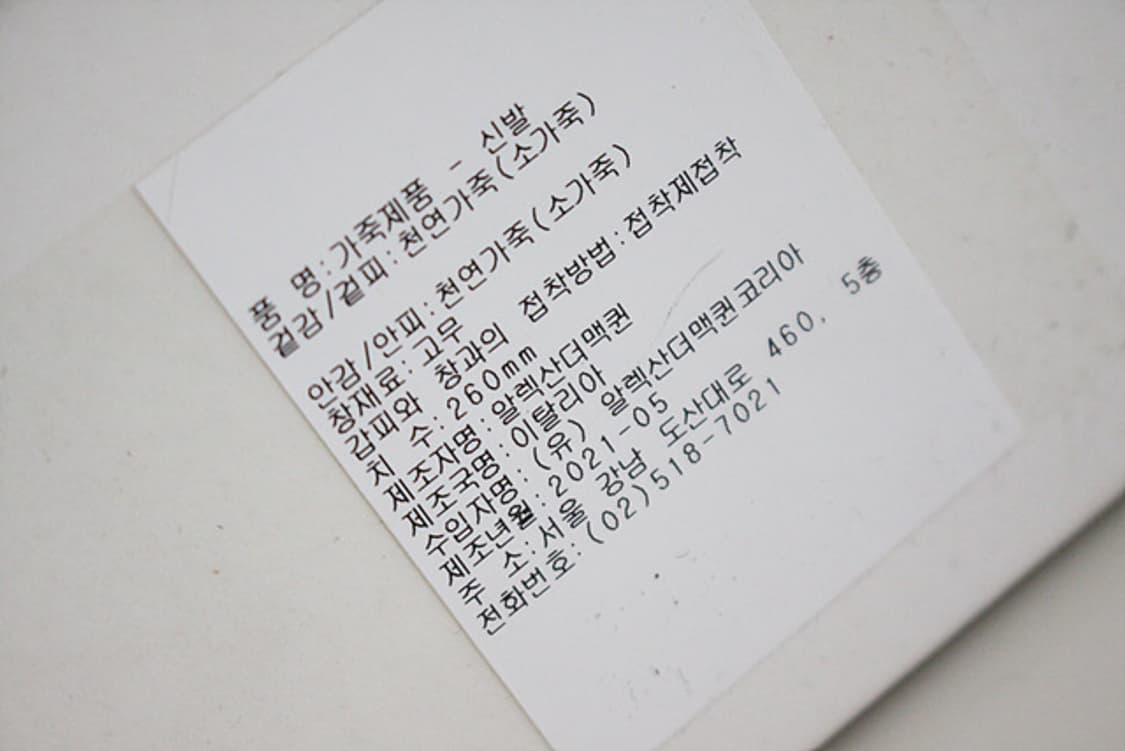 품 명:가죽제품 - 신발
겉감/겉피:천연가죽(소가죽)
안감/안피:천연가죽(소가죽)
창재료:고무
갑피와 창과의 접착방법:접착제접착
치 수:260mm
제조자명:알렉산더맥퀸
제조국명:이탈리아
수입자명:(유) 알렉산더맥퀸코리아
제조년월:2021-05
주 소:서울 강남 도산대로 460, 5층
전화번호:(02)518-7021